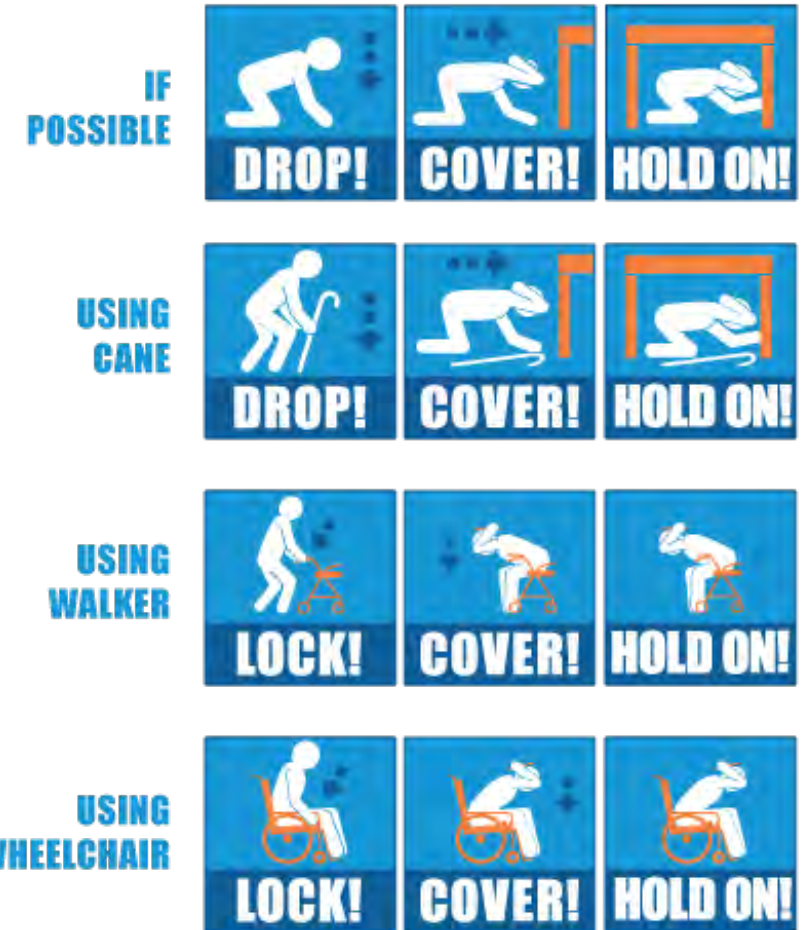 IF
POSSIBLE
DROP!
COVER!
HOLD ON!
USING
CANE
DROP!
COVER!
HOLD ON!
USING
WALKER
LOCK!
COVER!
HOLD ON!
USING
WHEELCHAIR
LOCK!
COVER!
HOLD ON!